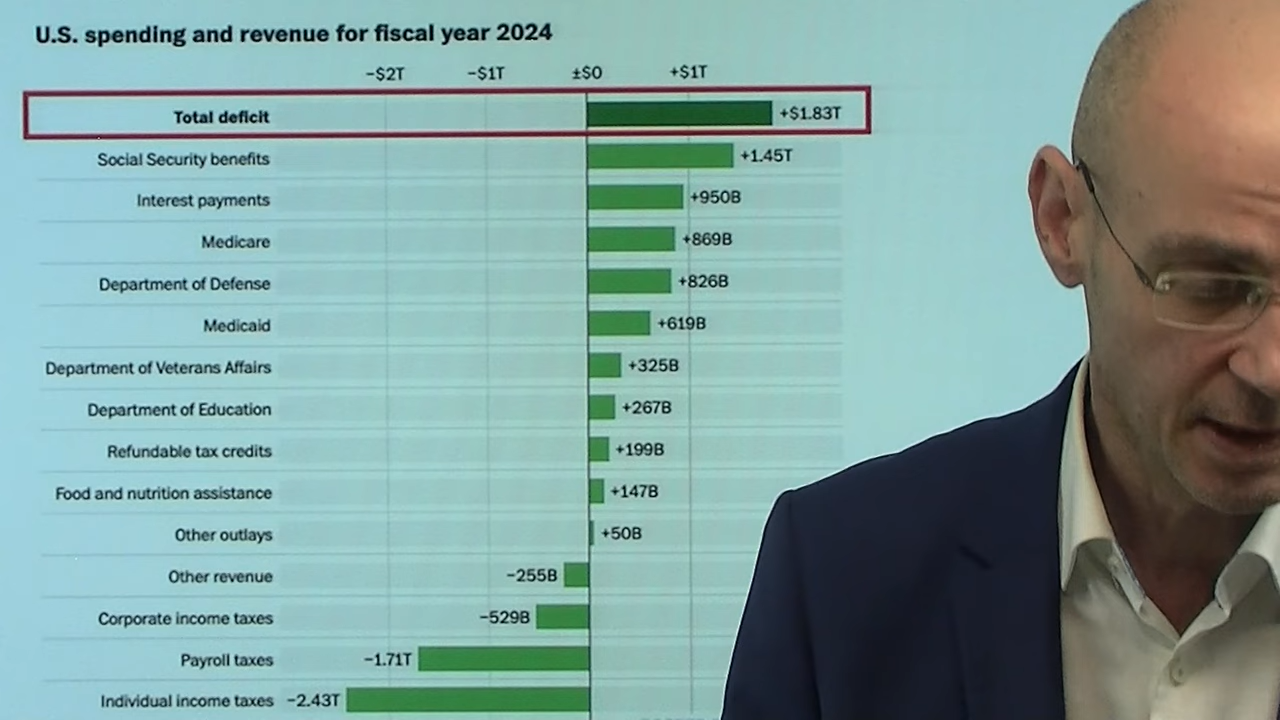 U.S. spending and revenue for fiscal year 2024
−$2T −$1T ±$0 +$1T
Total deficit +$1.83T
Social Security benefits +1.45T
Interest payments +950B
Medicare +869B
Department of Defense +826B
Medicaid +619B
Department of Veterans Affairs +325B
Department of Education +267B
Refundable tax credits +199B
Food and nutrition assistance +147B
Other outlays +50B
Other revenue −255B
Corporate income taxes −529B
Payroll taxes −1.71T
Individual income taxes −2.43T